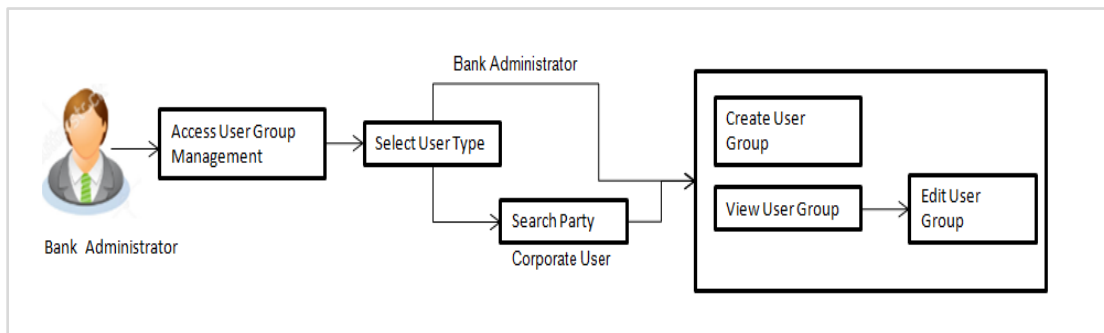 Bank Administrator
Access User Group
Management
Select User Type
Bank Administrator
Search Party
Corporate User
Create User
Group
View User Group
Edit User
Group